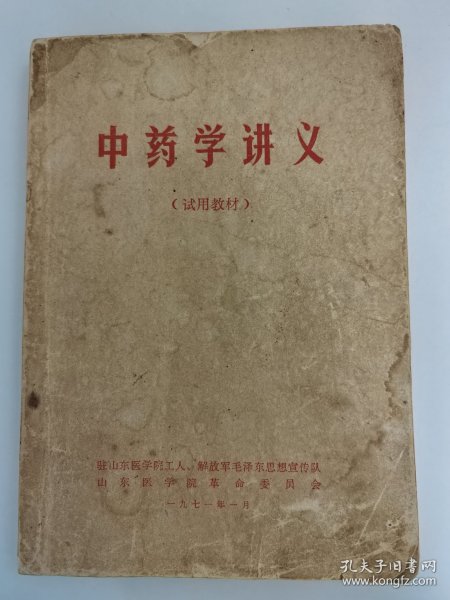 中药学讲义
（试用教材）
驻山东医学院工人、解放军毛泽东思想宣传队
山东医学院革命委员会
一九七一年一月
孔夫子旧书网
www.kongfz.com